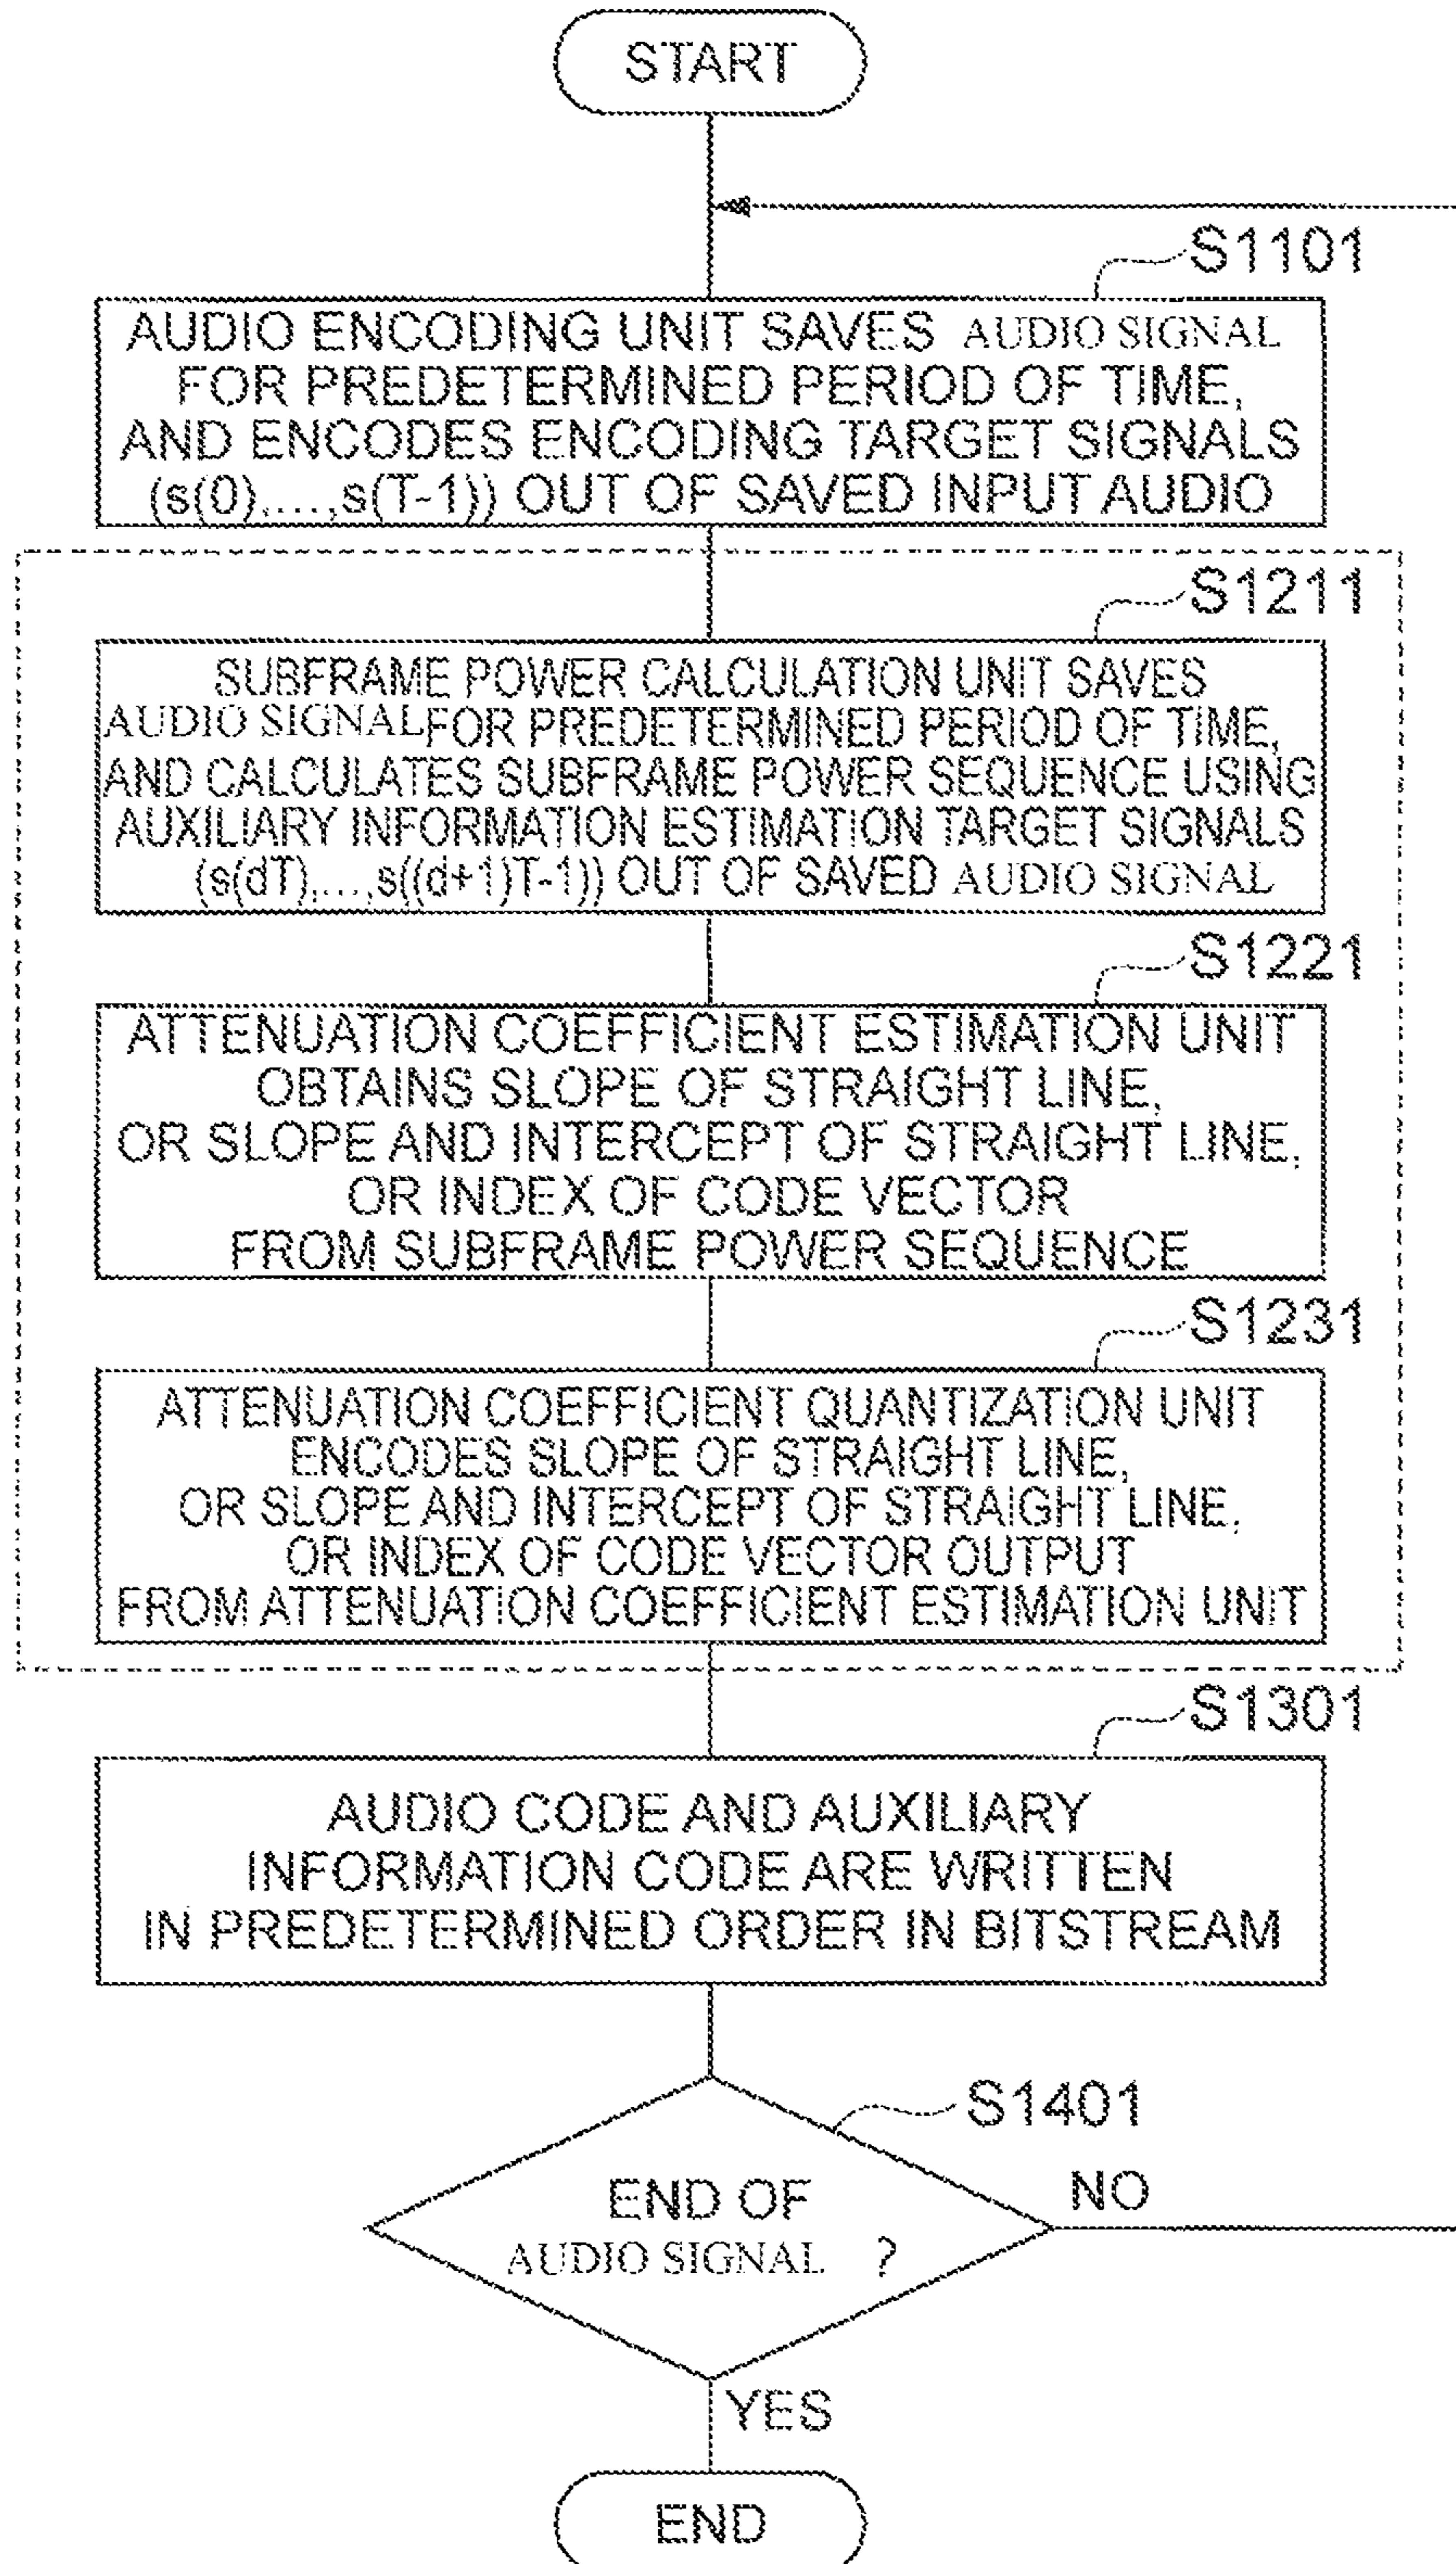 START
S1101
AUDIO ENCODING UNIT SAVES AUDIO SIGNAL
FOR PREDETERMINED PERIOD OF TIME,
AND ENCODES ENCODING TARGET SIGNALS
(s(0),...,s(T-1)) OUT OF SAVED INPUT AUDIO
S1211
SUBFRAME POWER CALCULATION UNIT SAVES
AUDIO SIGNAL FOR PREDETERMINED PERIOD OF TIME,
AND CALCULATES SUBFRAME POWER SEQUENCE USING
AUXILIARY INFORMATION ESTIMATION TARGET SIGNALS
(s(dT),...,s((d+1)T-1)) OUT OF SAVED AUDIO SIGNAL
S1221
ATTENUATION COEFFICIENT ESTIMATION UNIT
OBTAINS SLOPE OF STRAIGHT LINE,
OR SLOPE AND INTERCEPT OF STRAIGHT LINE,
OR INDEX OF CODE VECTOR
FROM SUBFRAME POWER SEQUENCE
S1231
ATTENUATION COEFFICIENT QUANTIZATION UNIT
ENCODES SLOPE OF STRAIGHT LINE,
OR SLOPE AND INTERCEPT OF STRAIGHT LINE,
OR INDEX OF CODE VECTOR OUTPUT
FROM ATTENUATION COEFFICIENT ESTIMATION UNIT
S1301
AUDIO CODE AND AUXILIARY
INFORMATION CODE ARE WRITTEN
IN PREDETERMINED ORDER IN BITSTREAM
S1401
END OF
AUDIO SIGNAL ?
NO
YES
END